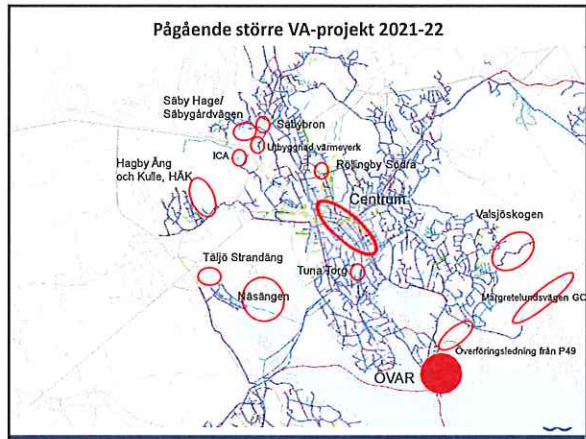 Pågående större VA-projekt 2021-22
Säby Hage/
Säbygårdvägen
Säbybron
Utbyggnad värmeverk
ICA
Rölingby Södra
Hagby Äng
och Kulle, HÄK
Centrum
Valsjöskogen
Täljö Strandäng
Tuna Torg
Näsängen
Margretelundsvägen GC
Överföringsledning från P49
ÖVAR